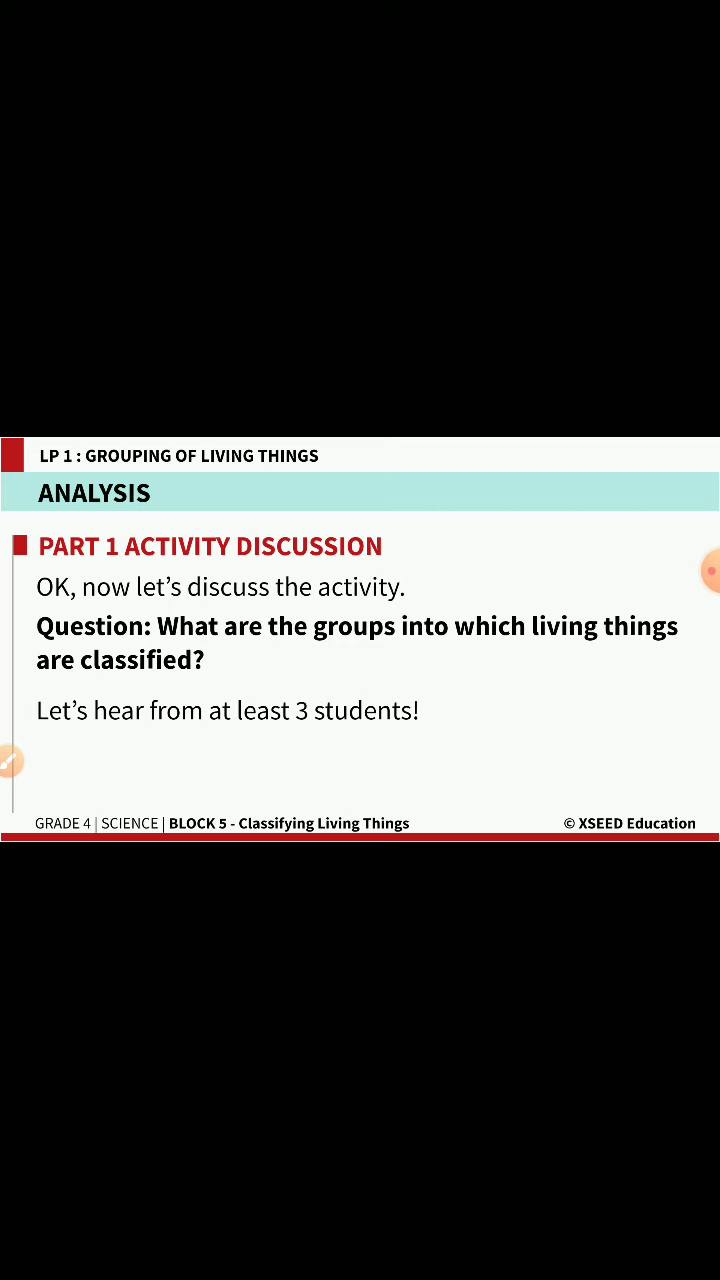 LP 1 : GROUPING OF LIVING THINGS
ANALYSIS
PART 1 ACTIVITY DISCUSSION
OK, now let’s discuss the activity.
Question: What are the groups into which living things
are classified?
Let’s hear from at least 3 students!
GRADE 4 | SCIENCE | BLOCK 5 - Classifying Living Things © XSEED Education